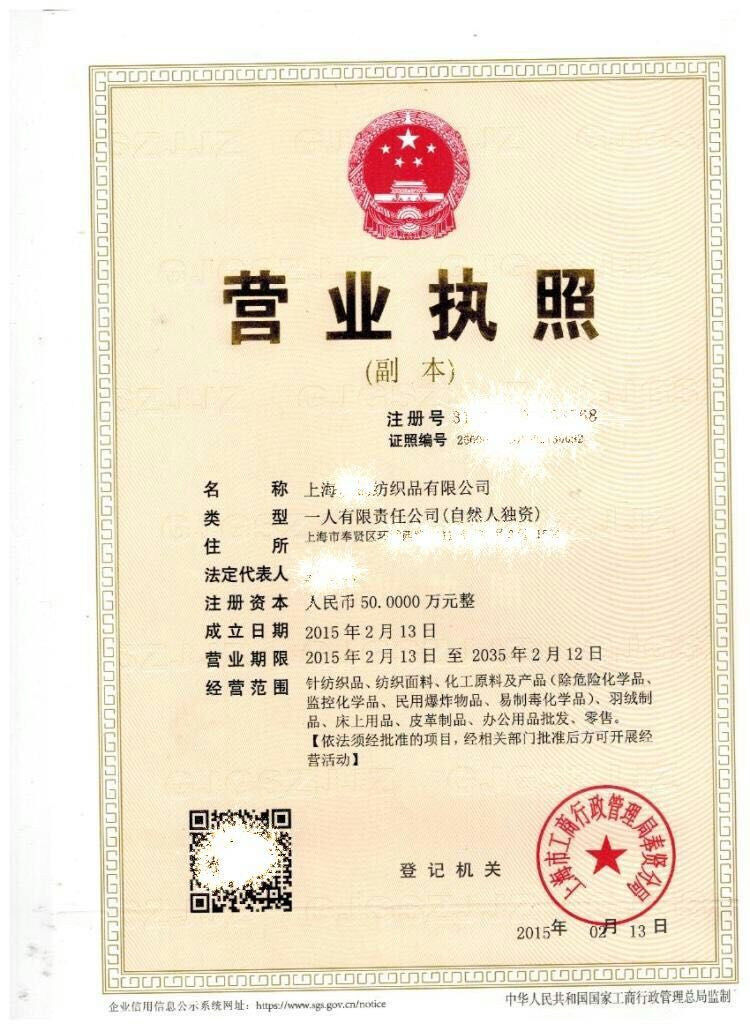 营业执照
(副 本)
注册号 31 68
证照编号
名 称 上海 纺织品有限公司
类 型 一人有限责任公司(自然人独资)
住 所 上海市奉贤区环
法定代表人
注册资本 人民币50.0000万元整
成立日期 2015年2月13日
营业期限 2015年2月13日 至 2035年2月12日
经营范围 针纺织品、纺织面料、化工原料及产品(除危险化学品、
监控化学品、民用爆炸物品、易制毒化学品)、羽绒制
品、床上用品、皮革制品、办公用品批发、零售。
【依法须经批准的项目,经相关部门批准后方可开展经
营活动】
登记机关
上海市工商行政管理局奉贤分局
2015年 02月 13日
企业信用信息公示系统网址: https://www.sgs.gov.cn/notice
中华人民共和国国家工商行政管理总局监制